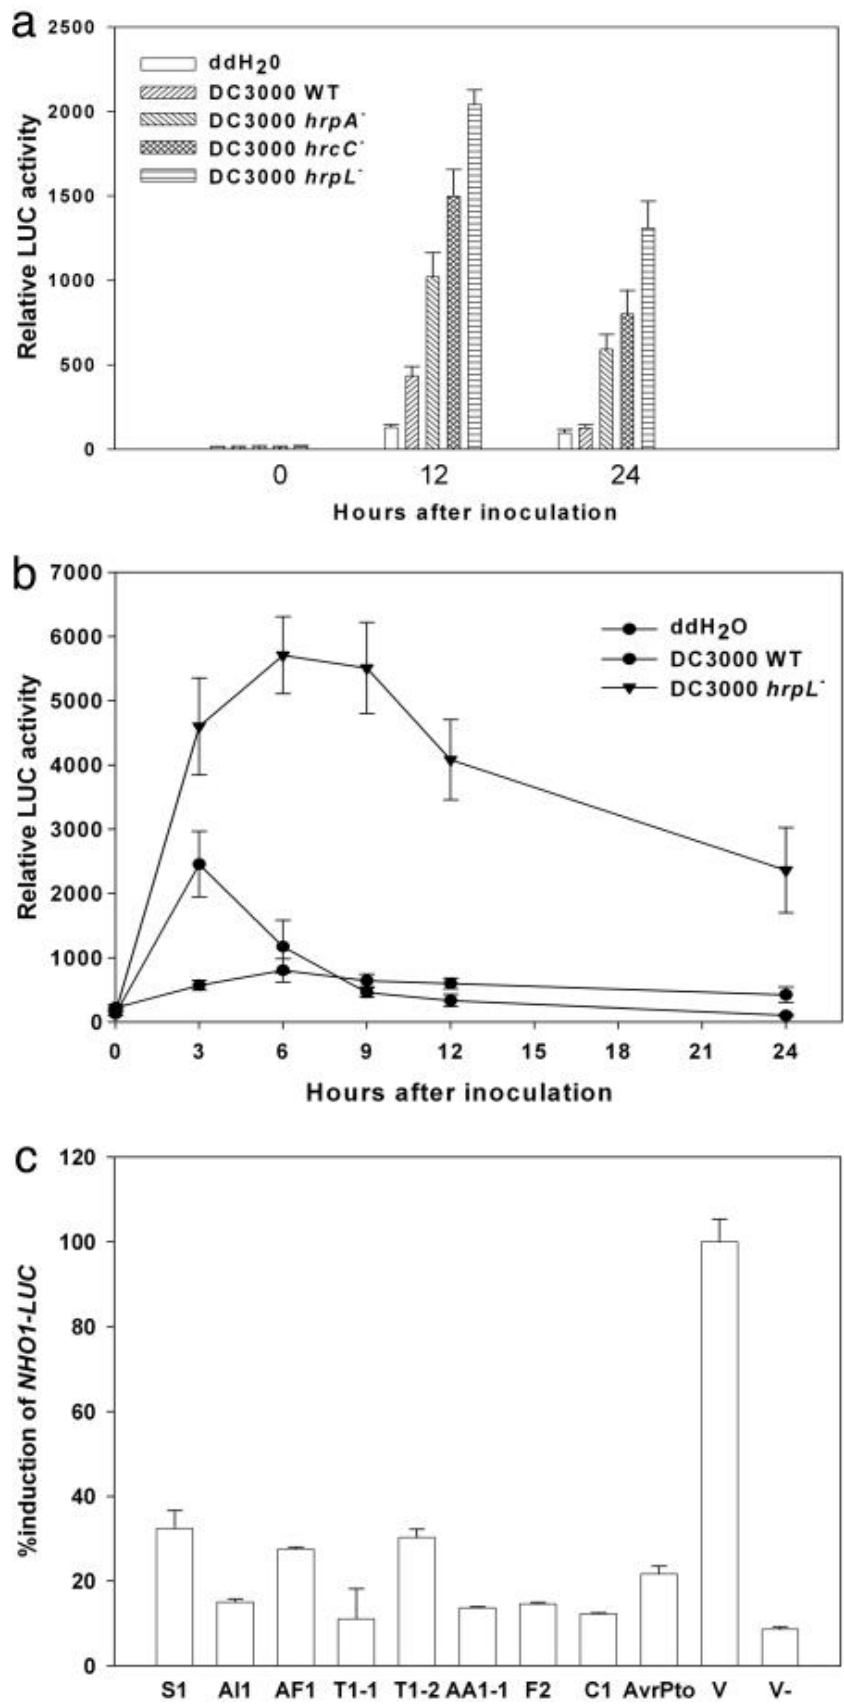 a
2500
2000
1500
1000
500
0
Relative LUC activity
ddH20
DC3000 WT
DC3000 hrpA-
DC3000 hrcC-
DC3000 hrpL-
0 12 24
Hours after inoculation
b
7000
6000
5000
4000
3000
2000
1000
0
Relative LUC activity
ddH2O
DC3000 WT
DC3000 hrpL-
0 3 6 9 12 15 18 21 24
Hours after inoculation
c
120
100
80
60
40
20
0
%induction of NHO1-LUC
S1 AI1 AF1 T1-1 T1-2 AA1-1 F2 C1 AvrPto V V-